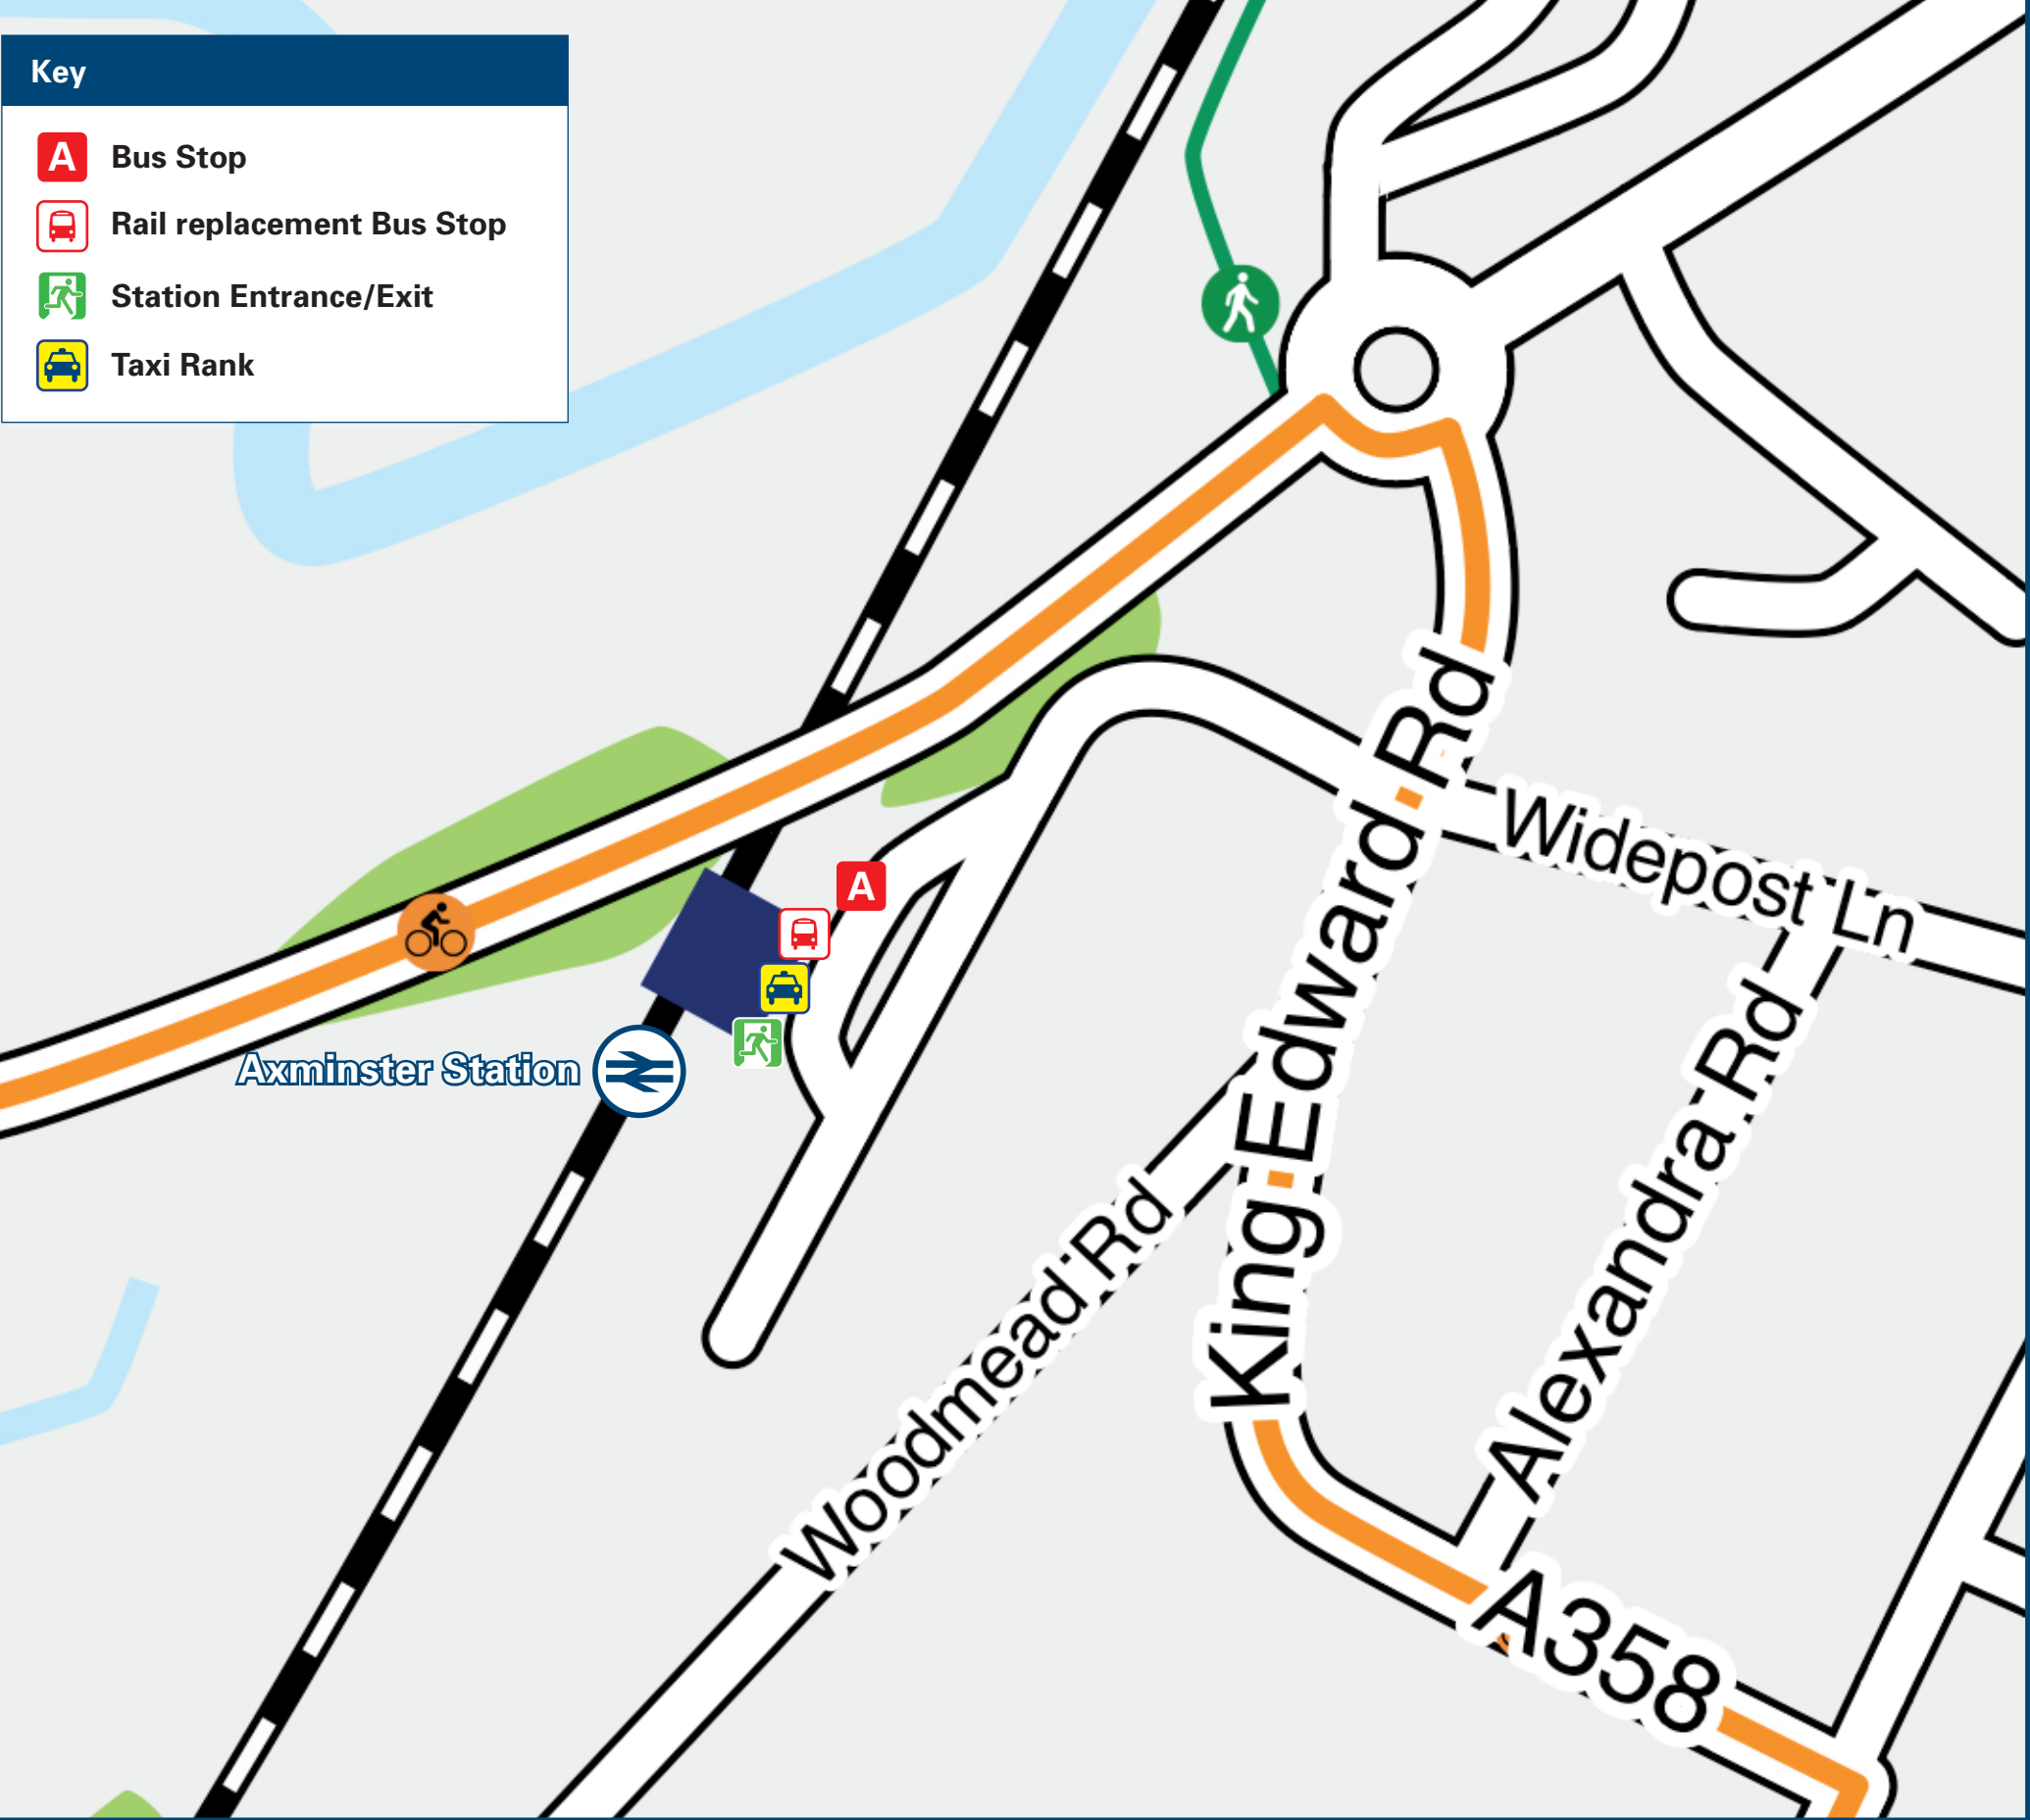 Key
A Bus Stop
Rail replacement Bus Stop
Station Entrance/Exit
Taxi Rank
King Edward Rd
Widepost Ln
A
Axminster Station
Alexandra Rd
Woodmead Rd
A358